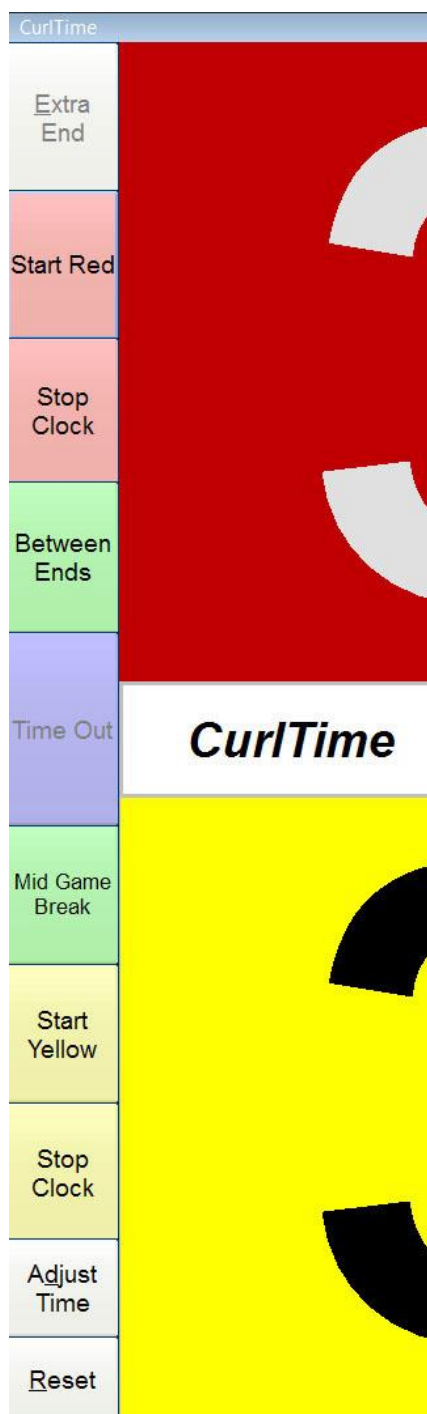 CurlTime
Extra
End
Start Red
Stop
Clock
Between
Ends
Time Out
CurlTime
Mid Game
Break
Start
Yellow
Stop
Clock
Adjust
Time
Reset